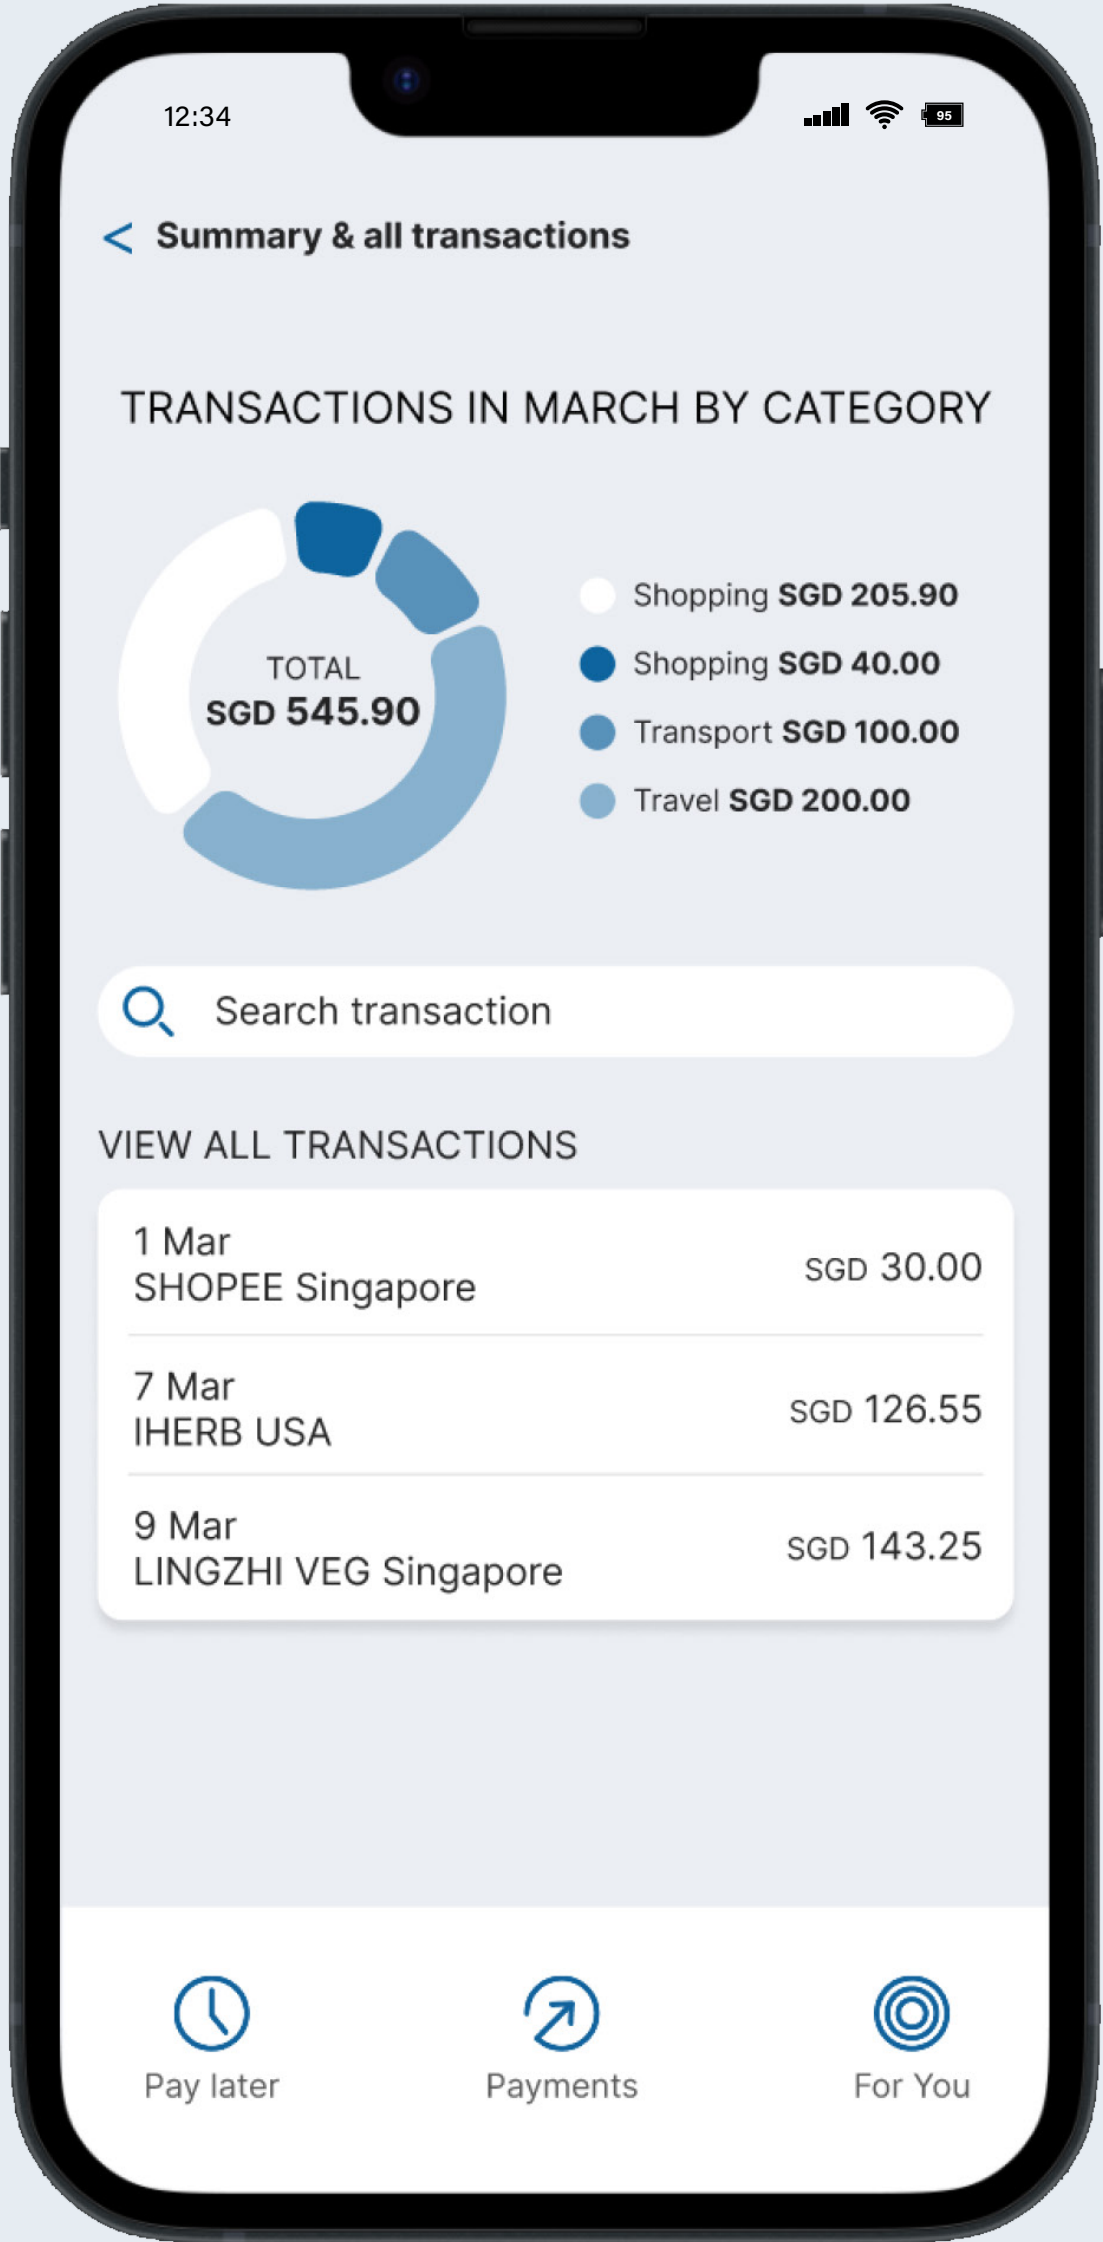 12:34
95
< Summary & all transactions
TRANSACTIONS IN MARCH BY CATEGORY
TOTAL
SGD 545.90
Shopping SGD 205.90
Shopping SGD 40.00
Transport SGD 100.00
Travel SGD 200.00
Search transaction
VIEW ALL TRANSACTIONS
1 Mar
SHOPEE Singapore
SGD 30.00
7 Mar
IHERB USA
SGD 126.55
9 Mar
LINGZHI VEG Singapore
SGD 143.25
Pay later
Payments
For You